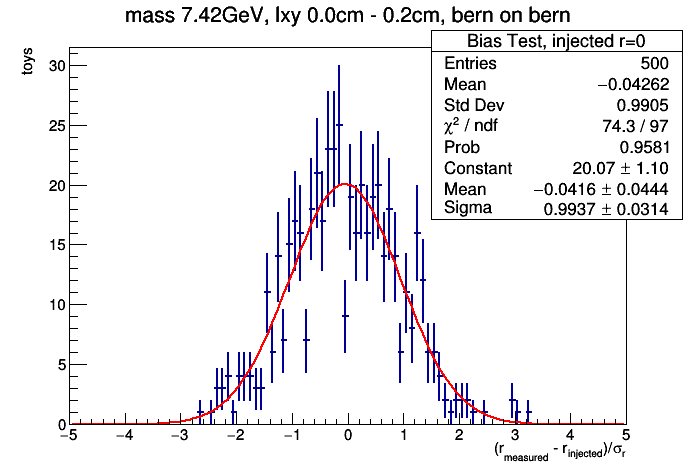 mass 7.42GeV, lxy 0.0cm - 0.2cm, bern on bern
Bias Test, injected r=0
Entries 500
Mean −0.04262
Std Dev 0.9905
χ² / ndf 74.3 / 97
Prob 0.9581
Constant 20.07 ± 1.10
Mean −0.0416 ± 0.0444
Sigma 0.9937 ± 0.0314
toys
30
25
20
15
10
5
0
−5 −4 −3 −2 −1 0 1 2 3 4 5
(r_measured - r_injected)/σ_r